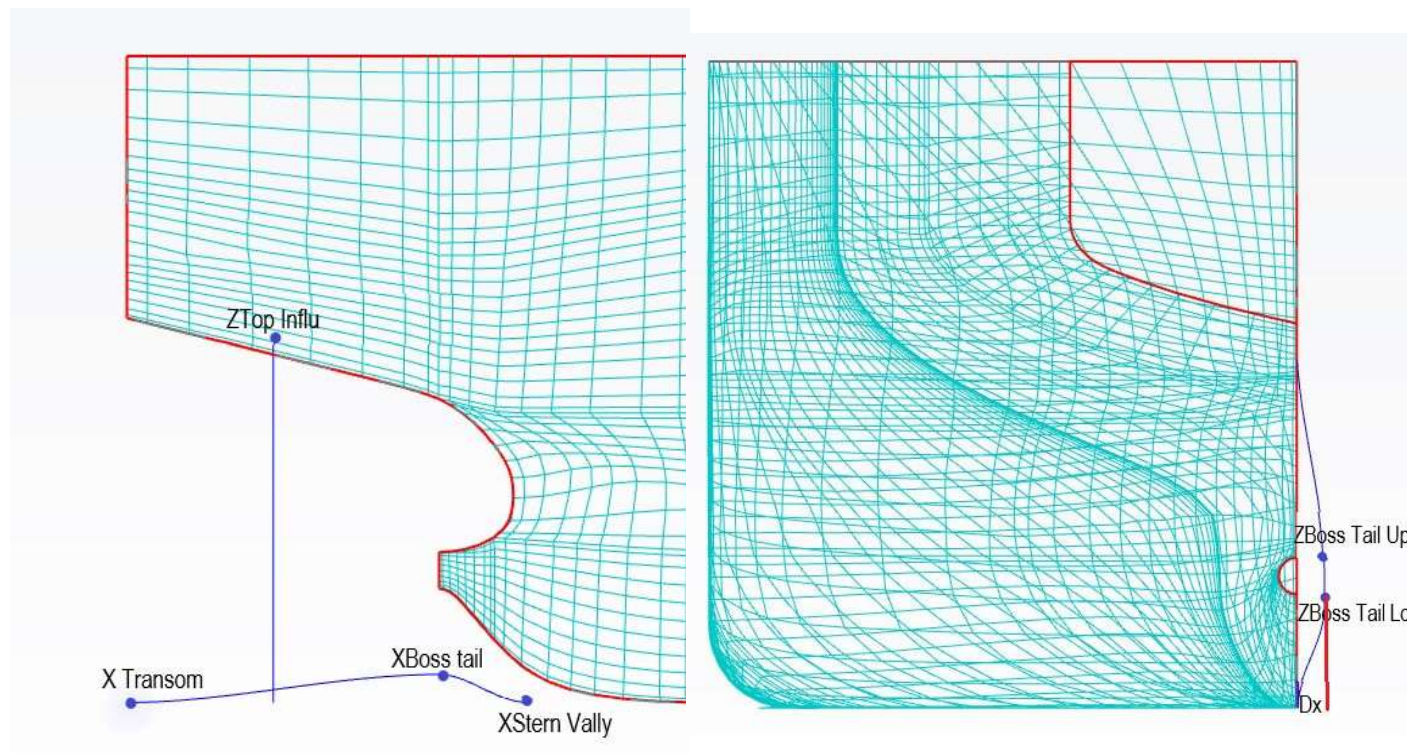 ZTop Influ
X Transom
XBoss tail
XStern Vally
ZBoss Tail Up
ZBoss Tail Lo
Dx